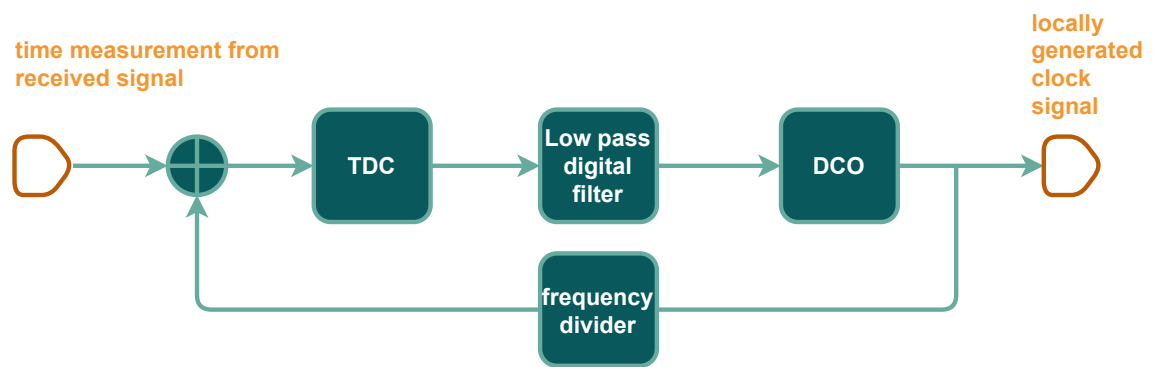 time measurement from
received signal
locally
generated
clock
signal
TDC
Low pass
digital
filter
DCO
frequency
divider